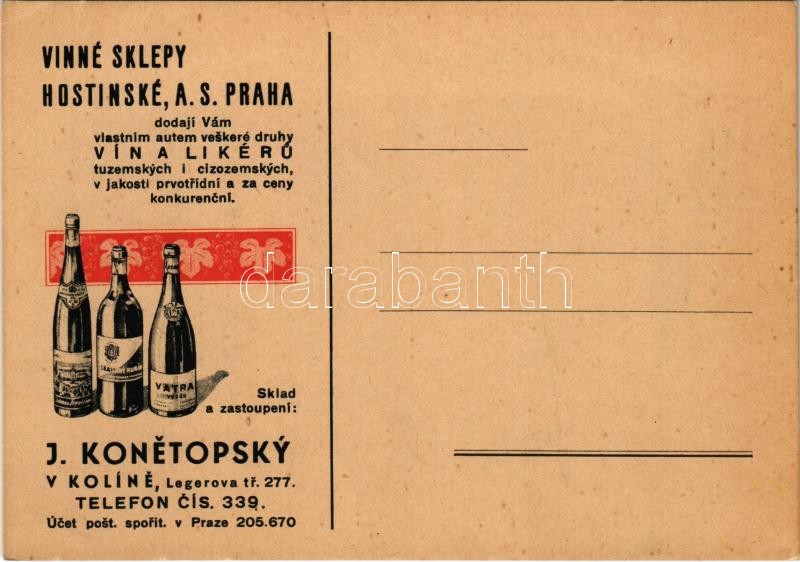 VINNÉ SKLEPY
HOSTINSKÉ, A. S. PRAHA
dodají Vám
vlastním autem veškeré druhy
VÍN A LIKÉRŮ
tuzemských i cizozemských,
v jakosti prvotřídní a za ceny
konkurenční.
VATRA
Sklad
a zastoupení:
J. KONĚTOPSKÝ
V KOLÍNĚ, Legerova tř. 277.
TELEFON ČÍS. 339.
Účet pošt. spořit. v Praze 205.670
darabanth